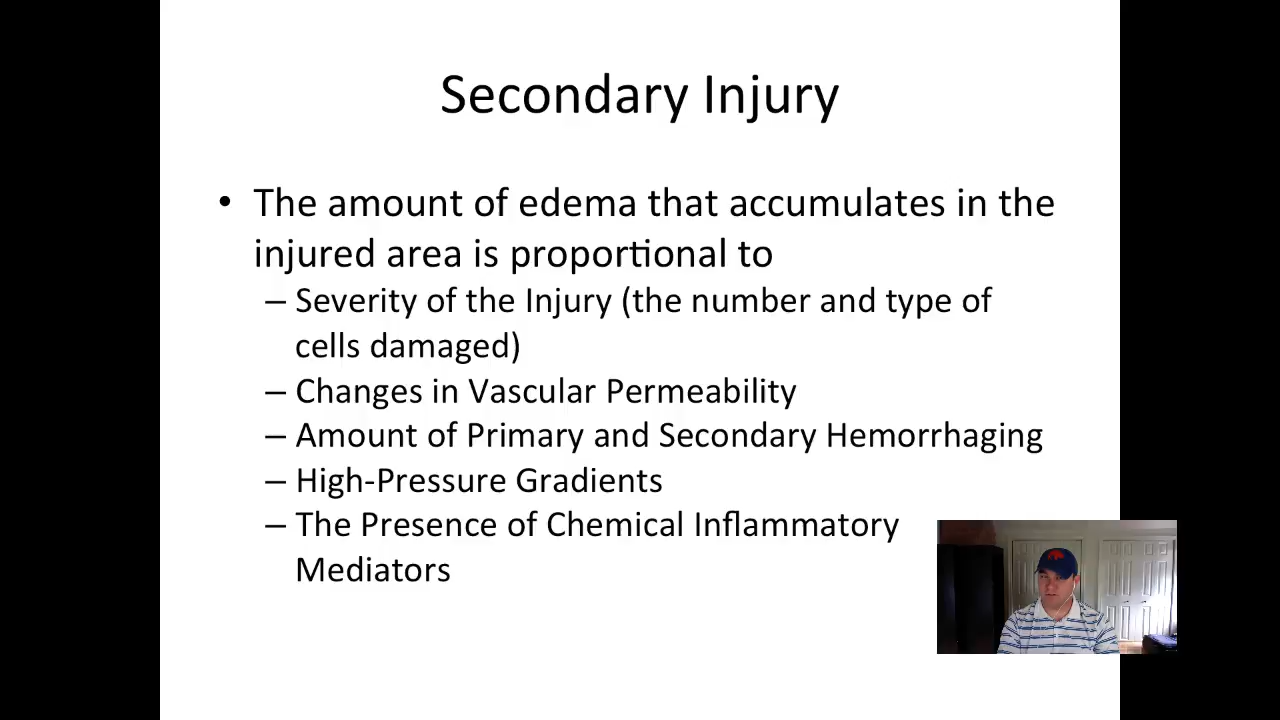 Secondary Injury
• The amount of edema that accumulates in the
injured area is proportional to
– Severity of the Injury (the number and type of
cells damaged)
– Changes in Vascular Permeability
– Amount of Primary and Secondary Hemorrhaging
– High-Pressure Gradients
– The Presence of Chemical Inflammatory
Mediators